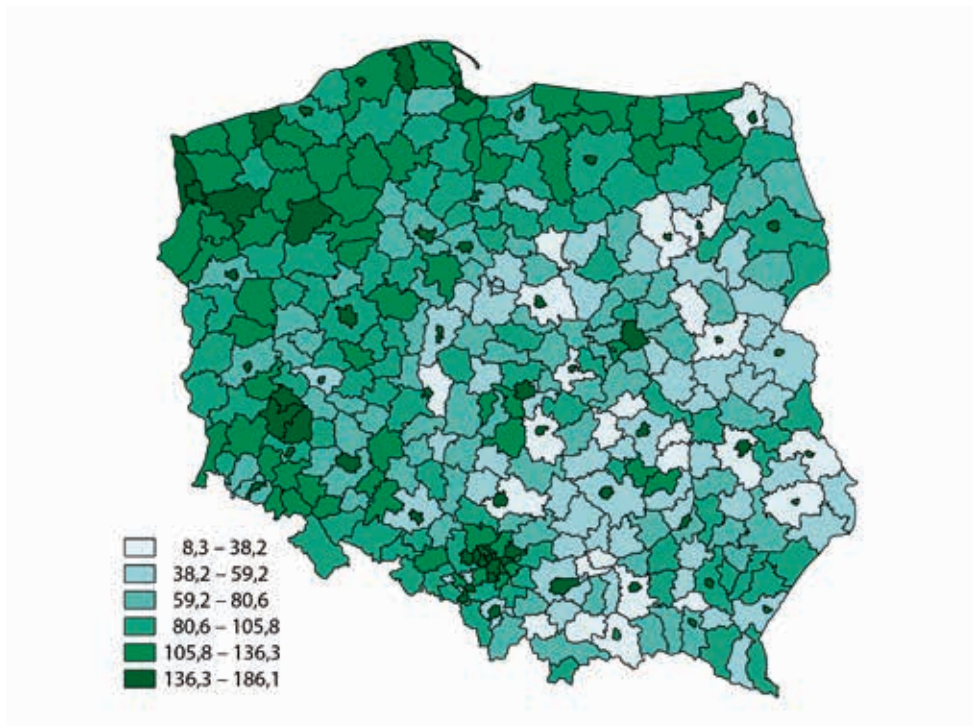 8,3 – 38,2
38,2 – 59,2
59,2 – 80,6
80,6 – 105,8
105,8 – 136,3
136,3 – 186,1